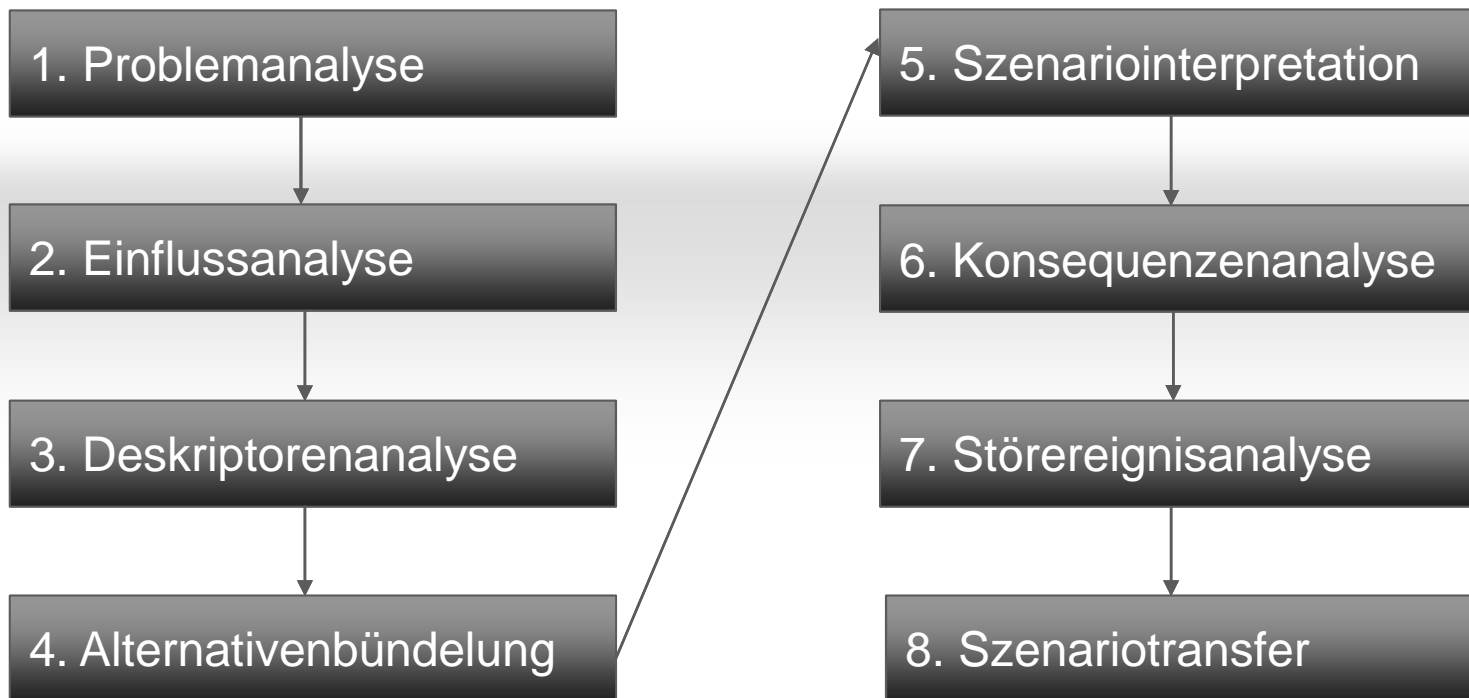 1. Problemanalyse
2. Einflussanalyse
3. Deskriptorenanalyse
4. Alternativenbündelung
5. Szenariointerpretation
6. Konsequenzenanalyse
7. Störereignisanalyse
8. Szenariotransfer